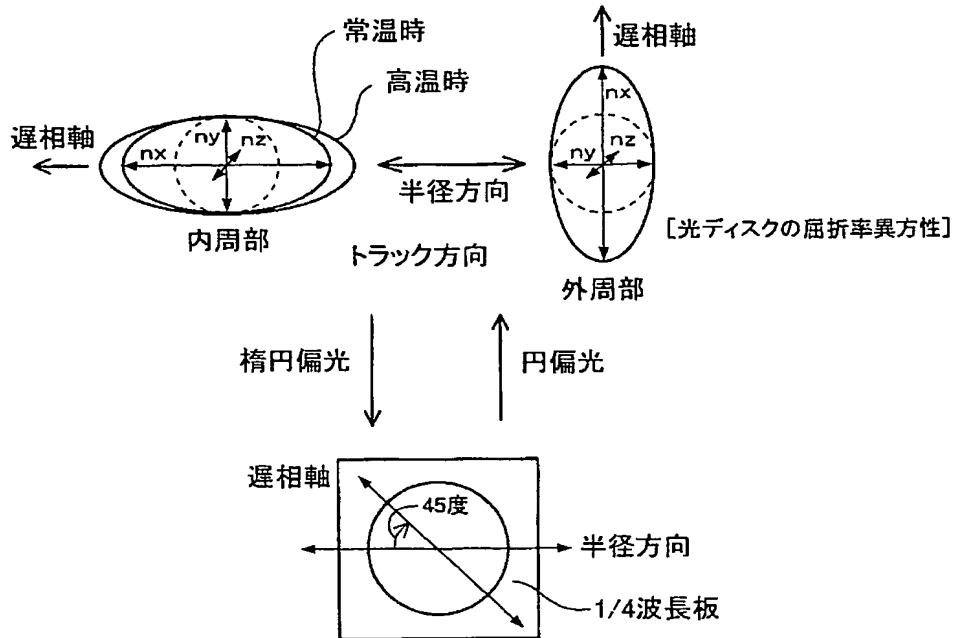 常温時
遅相軸
高温時
遅相軸
nx
ny
nz
nx
ny
nz
半径方向
内周部
トラック方向
[光ディスクの屈折率異方性]
外周部
楕円偏光
円偏光
遅相軸
45度
半径方向
1/4波長板